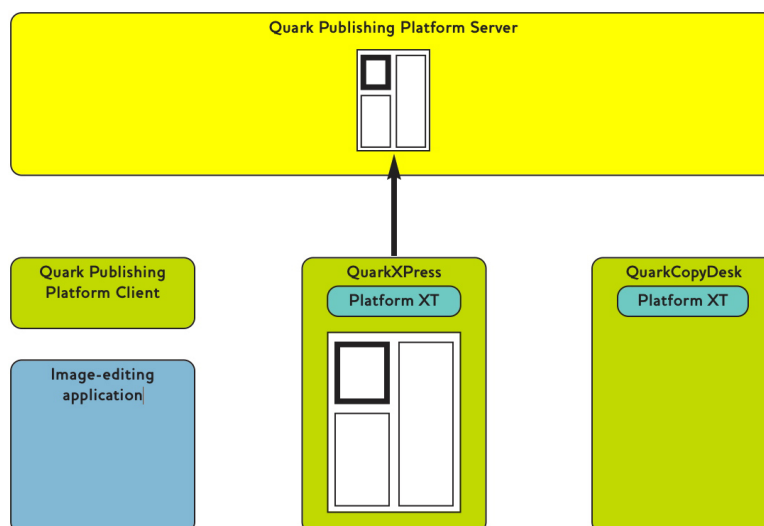 Quark Publishing Platform Server
Quark Publishing
Platform Client
QuarkXPress
Platform XT
QuarkCopyDesk
Platform XT
Image-editing
application